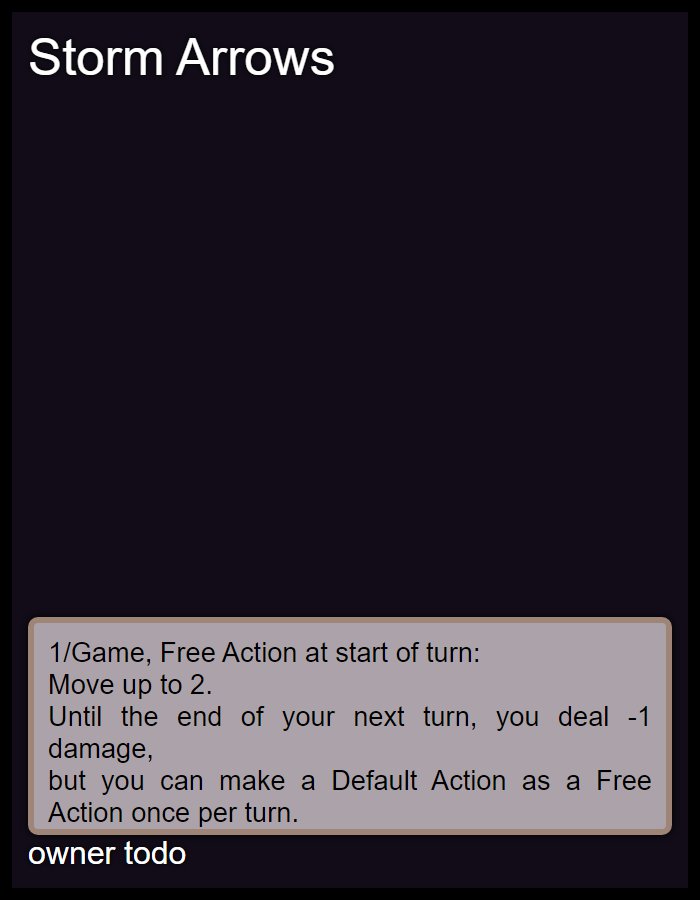 Storm Arrows
1/Game, Free Action at start of turn:
Move up to 2.
Until the end of your next turn, you deal -1
damage,
but you can make a Default Action as a Free
Action once per turn.
owner todo